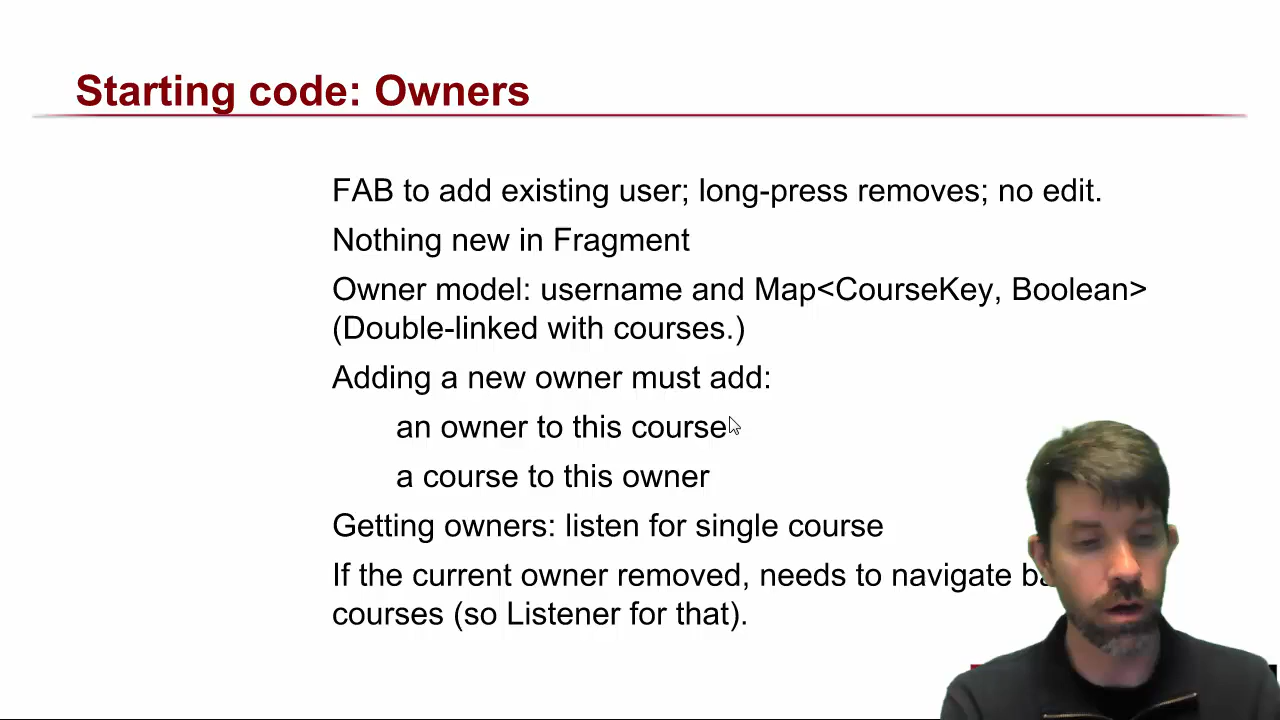 Starting code: Owners
FAB to add existing user; long-press removes; no edit.
Nothing new in Fragment
Owner model: username and Map<CourseKey, Boolean>
(Double-linked with courses.)
Adding a new owner must add:
an owner to this course
a course to this owner
Getting owners: listen for single course
If the current owner removed, needs to navigate
courses (so Listener for that).